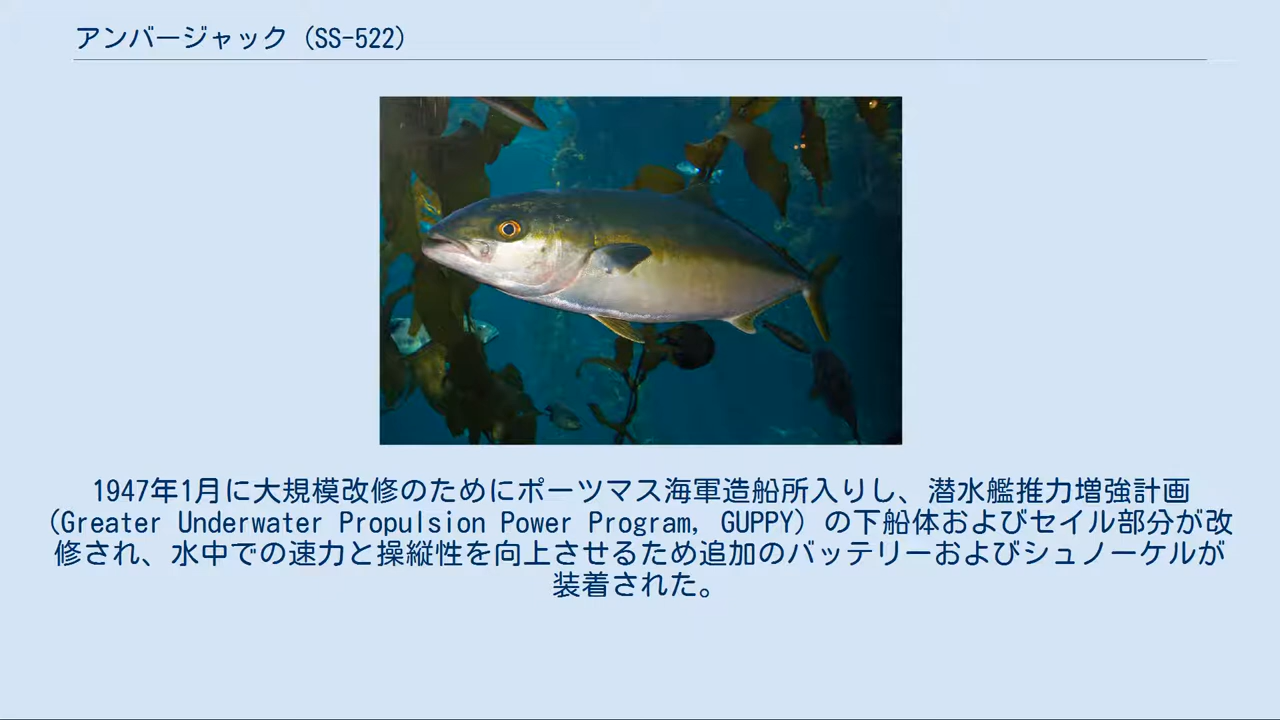 アンバージャック（SS-522）
1947年1月に大規模改修のためにポーツマス海軍造船所入りし、潜水艦推力増強計画
（Greater Underwater Propulsion Power Program, GUPPY）の下船体およびセイル部分が改
修され、水中での速力と操縦性を向上させるため追加のバッテリーおよびシュノーケルが
装着された。